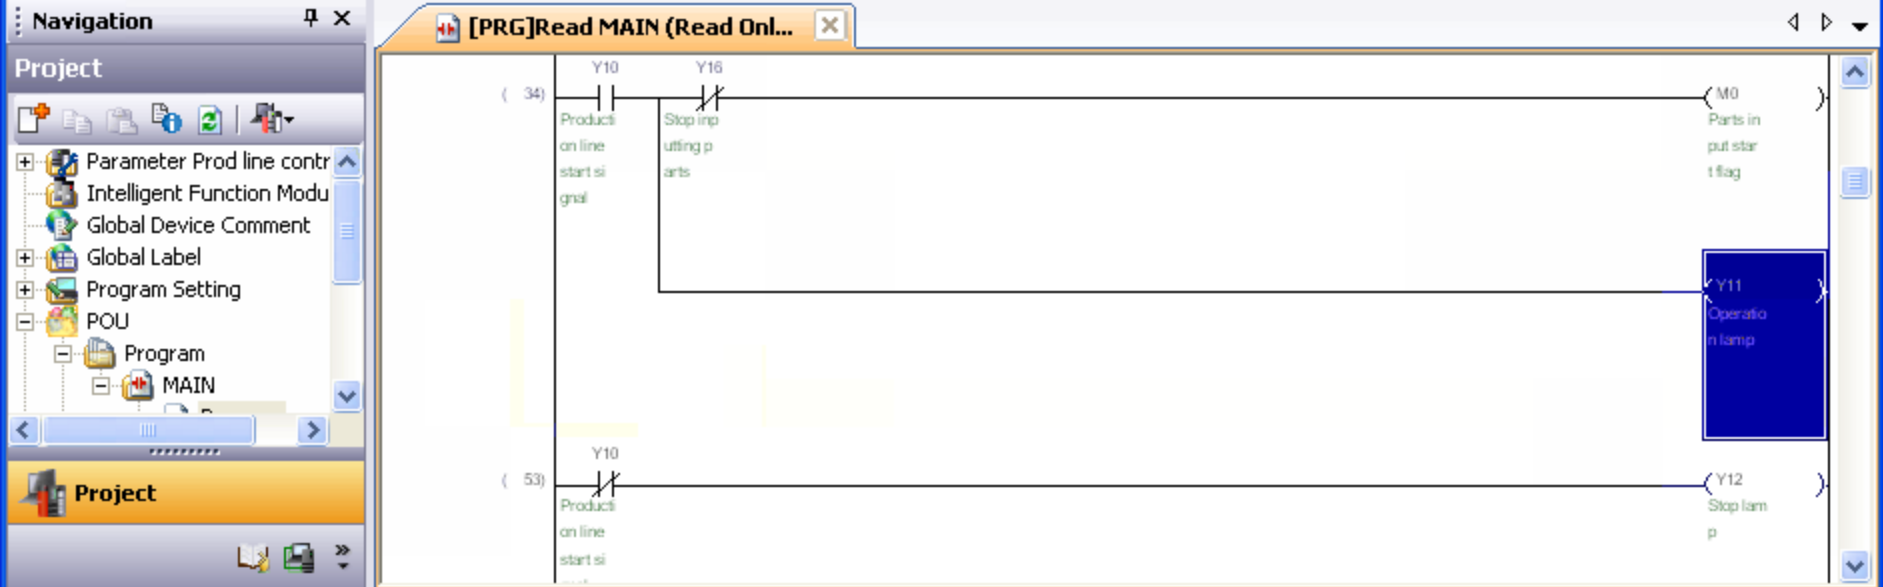 Navigation
[PRG]Read MAIN (Read Onl...
Project
Parameter Prod line contr
Intelligent Function Modu
Global Device Comment
Global Label
Program Setting
POU
Program
MAIN
Project
Y10
Y16
( 34)
( M0 )
Producti
on line
start si
gnal
Stop inp
utting p
arts
Parts in
put star
t flag
( Y11 )
Operatio
n lamp
Y10
( 53)
( Y12 )
Producti
on line
start si
Stop lam
p